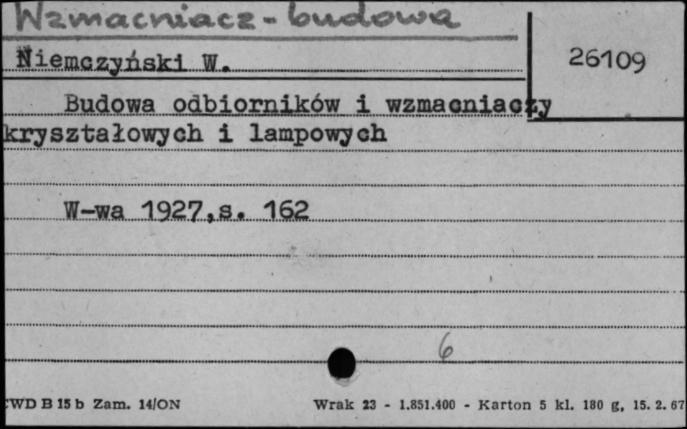 Wzmacniacz - budowa
26109
Niemczyński W.
Budowa odbiorników i wzmacniaczy
kryształowych i lampowych
W-wa 1927,s. 162
6
CWD B 15 b Zam. 14/ON
Wrak 23 - 1.851.400 - Karton 5 kl. 180 g, 15. 2. 67